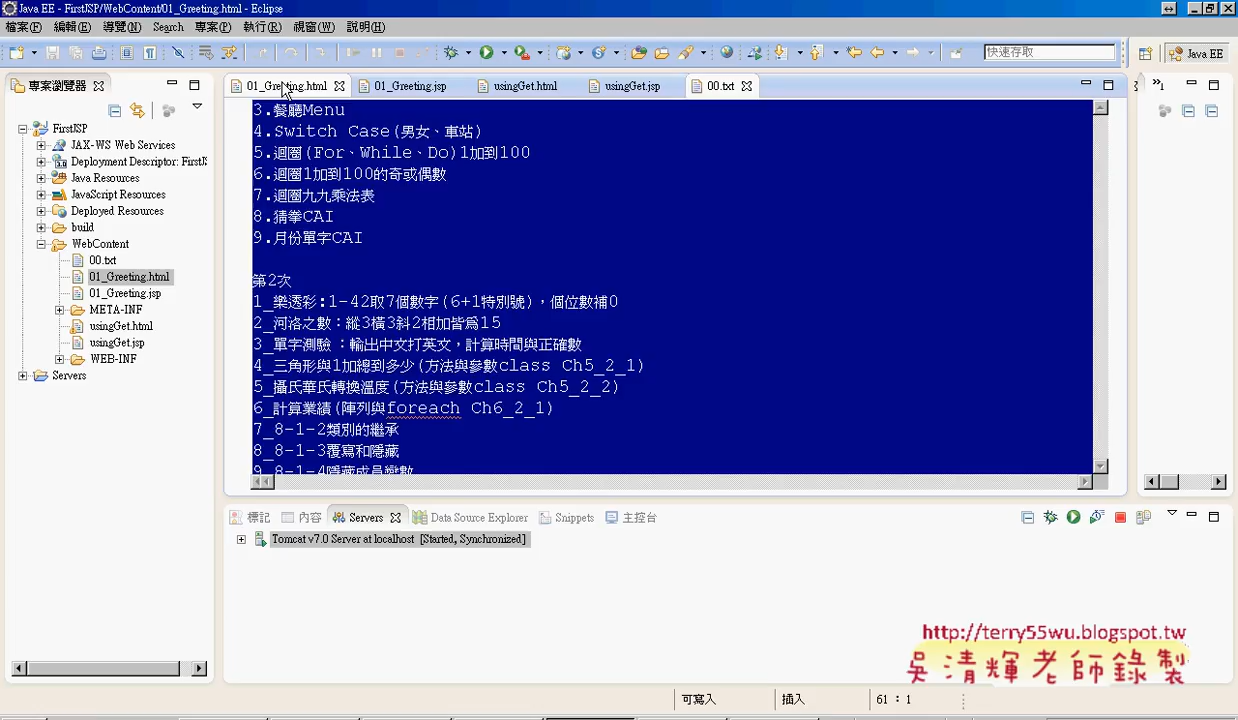 Java EE - FirstJSP/WebContent/01_Greeting.html - Eclipse
檔案(F) 編輯(E) 導覽(N) Search 專案(P) 執行(R) 視窗(W) 說明(H)
快速存取
Java EE
專案瀏覽器
01_Greeting.html
01_Greeting.jsp
usingGet.html
usingGet.jsp
00.txt
»1
FirstJSP
JAX-WS Web Services
Deployment Descriptor: FirstJS
Java Resources
JavaScript Resources
Deployed Resources
build
WebContent
00.txt
01_Greeting.html
01_Greeting.jsp
META-INF
usingGet.html
usingGet.jsp
WEB-INF
Servers
3.餐廳Menu
4.Switch Case(男女、車站)
5.迴圈(For、While、Do)1加到100
6.迴圈1加到100的奇或偶數
7.迴圈九九乘法表
8.猜拳CAI
9.月份單字CAI
第2次
1_樂透彩:1-42取7個數字(6+1特別號)，個位數補0
2_河洛之數：縱3橫3斜2相加皆為15
3_單字測驗：輸出中文打英文，計算時間與正確數
4_三角形與1加總到多少(方法與參數class Ch5_2_1)
5_攝氏華氏轉換溫度(方法與參數class Ch5_2_2)
6_計算業績(陣列與foreach Ch6_2_1)
7_8-1-2類別的繼承
8_8-1-3覆寫和隱藏
9_8-1-4隱藏成員變數
標記 內容 Servers Data Source Explorer Snippets 主控台
Tomcat v7.0 Server at localhost [Started, Synchronized]
http://terry55wu.blogspot.tw
吳清輝老師錄製
可寫入 插入 61 : 1